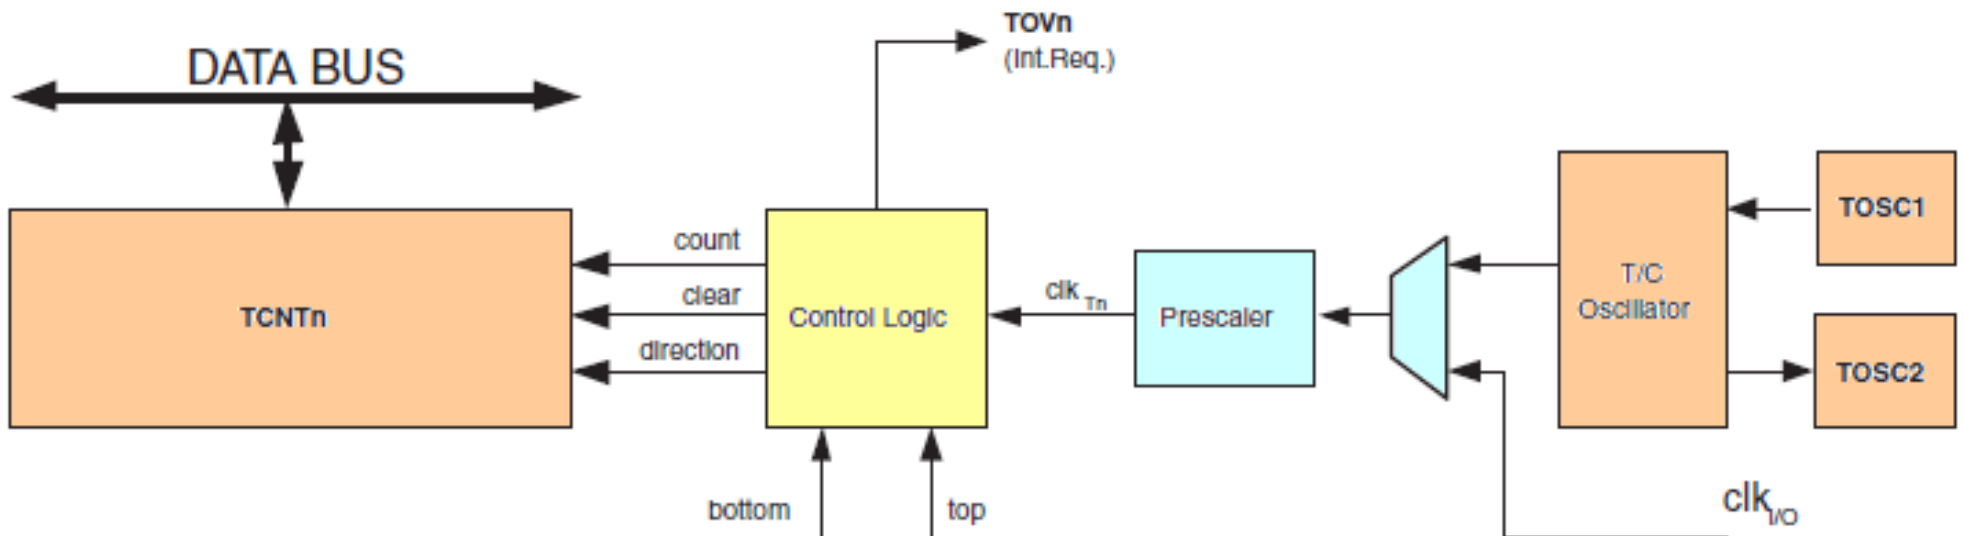 TOVn
(Int.Req.)
DATA BUS
TOSC1
count
T/C
Oscillator
clear
clk Tn
TCNTn
Control Logic
Prescaler
direction
TOSC2
bottom
top
clk I/O